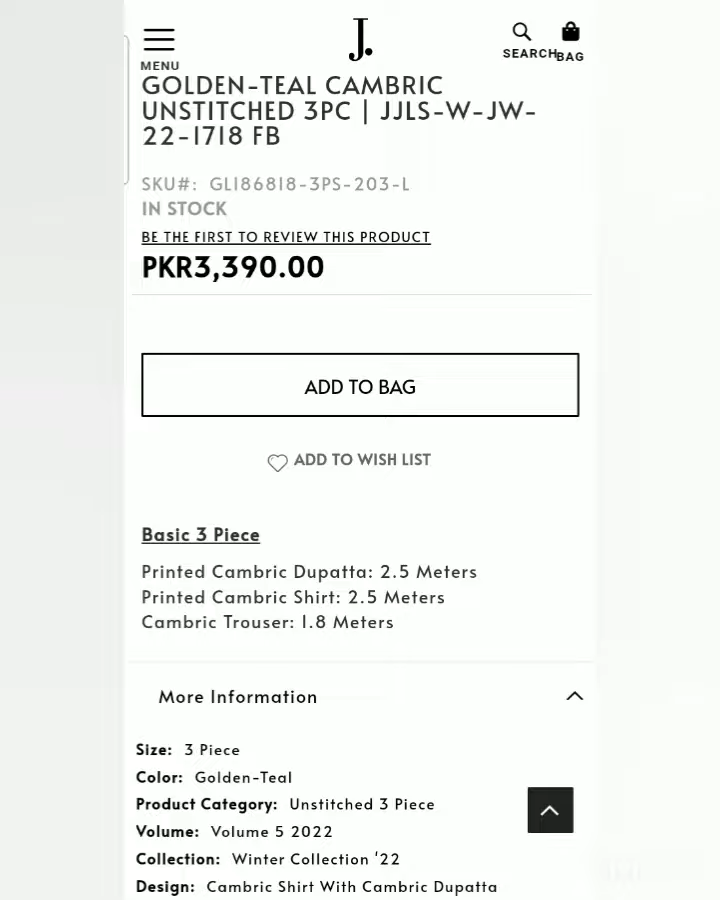 J.
MENU
SEARCH
BAG
GOLDEN-TEAL CAMBRIC
UNSTITCHED 3PC | JJLS-W-JW-
22-1718 FB
SKU#: GL186818-3PS-203-L
IN STOCK
BE THE FIRST TO REVIEW THIS PRODUCT
PKR3,390.00
ADD TO BAG
ADD TO WISH LIST
Basic 3 Piece
Printed Cambric Dupatta: 2.5 Meters
Printed Cambric Shirt: 2.5 Meters
Cambric Trouser: 1.8 Meters
More Information
Size: 3 Piece
Color: Golden-Teal
Product Category: Unstitched 3 Piece
Volume: Volume 5 2022
Collection: Winter Collection '22
Design: Cambric Shirt With Cambric Dupatta